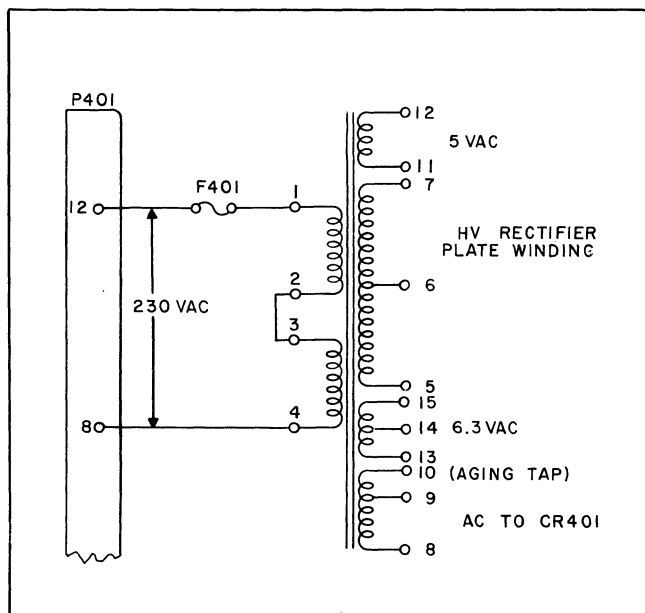 P401
12
5 VAC
11
7
F401
1
12
HV RECTIFIER
PLATE WINDING
2
6
230 VAC
3
5
15
4
14 6.3 VAC
8
13
10 (AGING TAP)
9
AC TO CR401
8